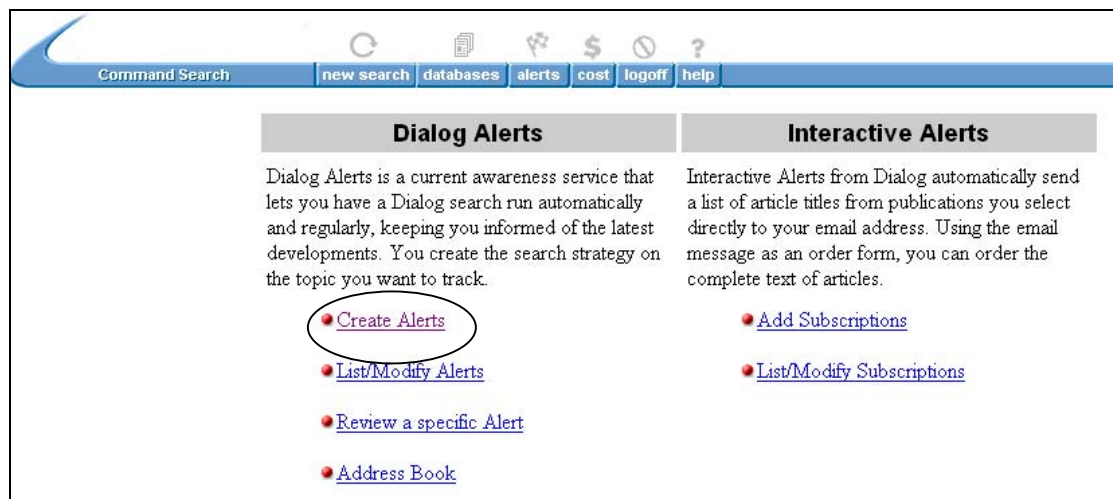 Command Search
new search databases alerts cost logoff help
Dialog Alerts
Dialog Alerts is a current awareness service that
lets you have a Dialog search run automatically
and regularly, keeping you informed of the latest
developments. You create the search strategy on
the topic you want to track.
Create Alerts
List/Modify Alerts
Review a specific Alert
Address Book
Interactive Alerts
Interactive Alerts from Dialog automatically send
a list of article titles from publications you select
directly to your email address. Using the email
message as an order form, you can order the
complete text of articles.
Add Subscriptions
List/Modify Subscriptions